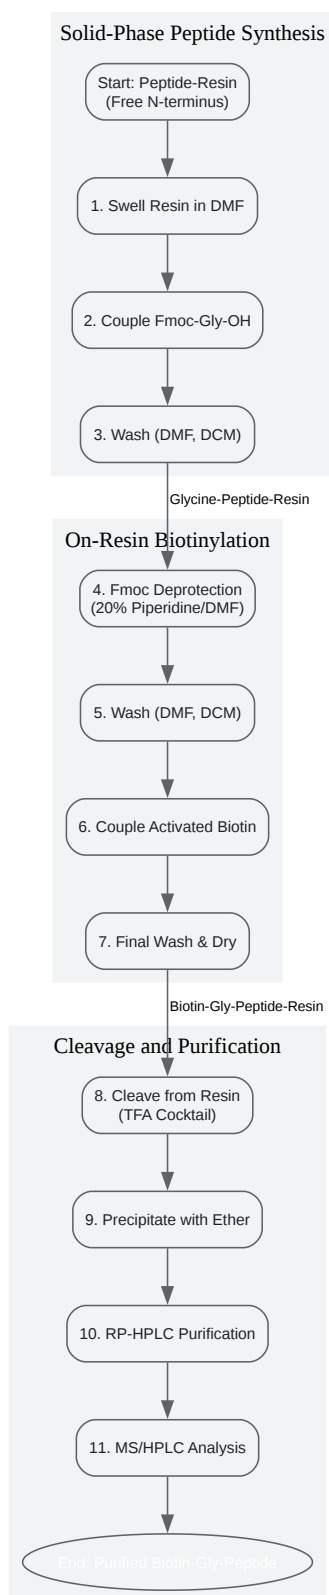 Solid-Phase Peptide Synthesis
Start: Peptide-Resin
(Free N-terminus)
1. Swell Resin in DMF
2. Couple Fmoc-Gly-OH
3. Wash (DMF, DCM)
Glycine-Peptide-Resin
On-Resin Biotinylation
4. Fmoc Deprotection
(20% Piperidine/DMF)
5. Wash (DMF, DCM)
6. Couple Activated Biotin
7. Final Wash & Dry
Biotin-Gly-Peptide-Resin
Cleavage and Purification
8. Cleave from Resin
(TFA Cocktail)
9. Precipitate with Ether
10. RP-HPLC Purification
11. MS/HPLC Analysis
End: Purified Biotin-Gly-Peptide